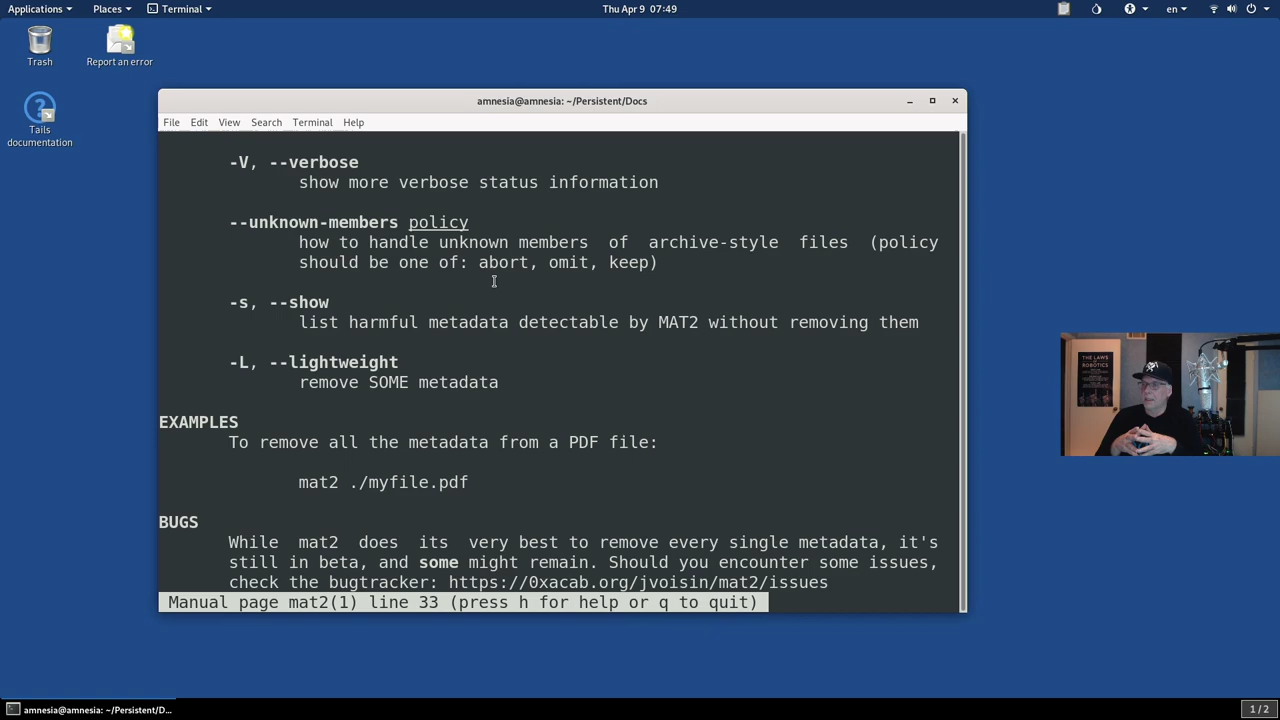 Applications Places Terminal Thu Apr 9 07:49 en
Trash
Report an error
Tails
documentation
amnesia@amnesia: ~/Persistent/Docs
File Edit View Search Terminal Help
-V, --verbose
show more verbose status information
--unknown-members policy
how to handle unknown members of archive-style files (policy
should be one of: abort, omit, keep)
-s, --show
list harmful metadata detectable by MAT2 without removing them
-L, --lightweight
remove SOME metadata
EXAMPLES
To remove all the metadata from a PDF file:
mat2 ./myfile.pdf
BUGS
While mat2 does its very best to remove every single metadata, it's
still in beta, and some might remain. Should you encounter some issues,
check the bugtracker: https://0xacab.org/jvoisin/mat2/issues
Manual page mat2(1) line 33 (press h for help or q to quit)
THE LAWS
OF
ROBOTICS
amnesia@amnesia: ~/Persistent/D...
1 / 2